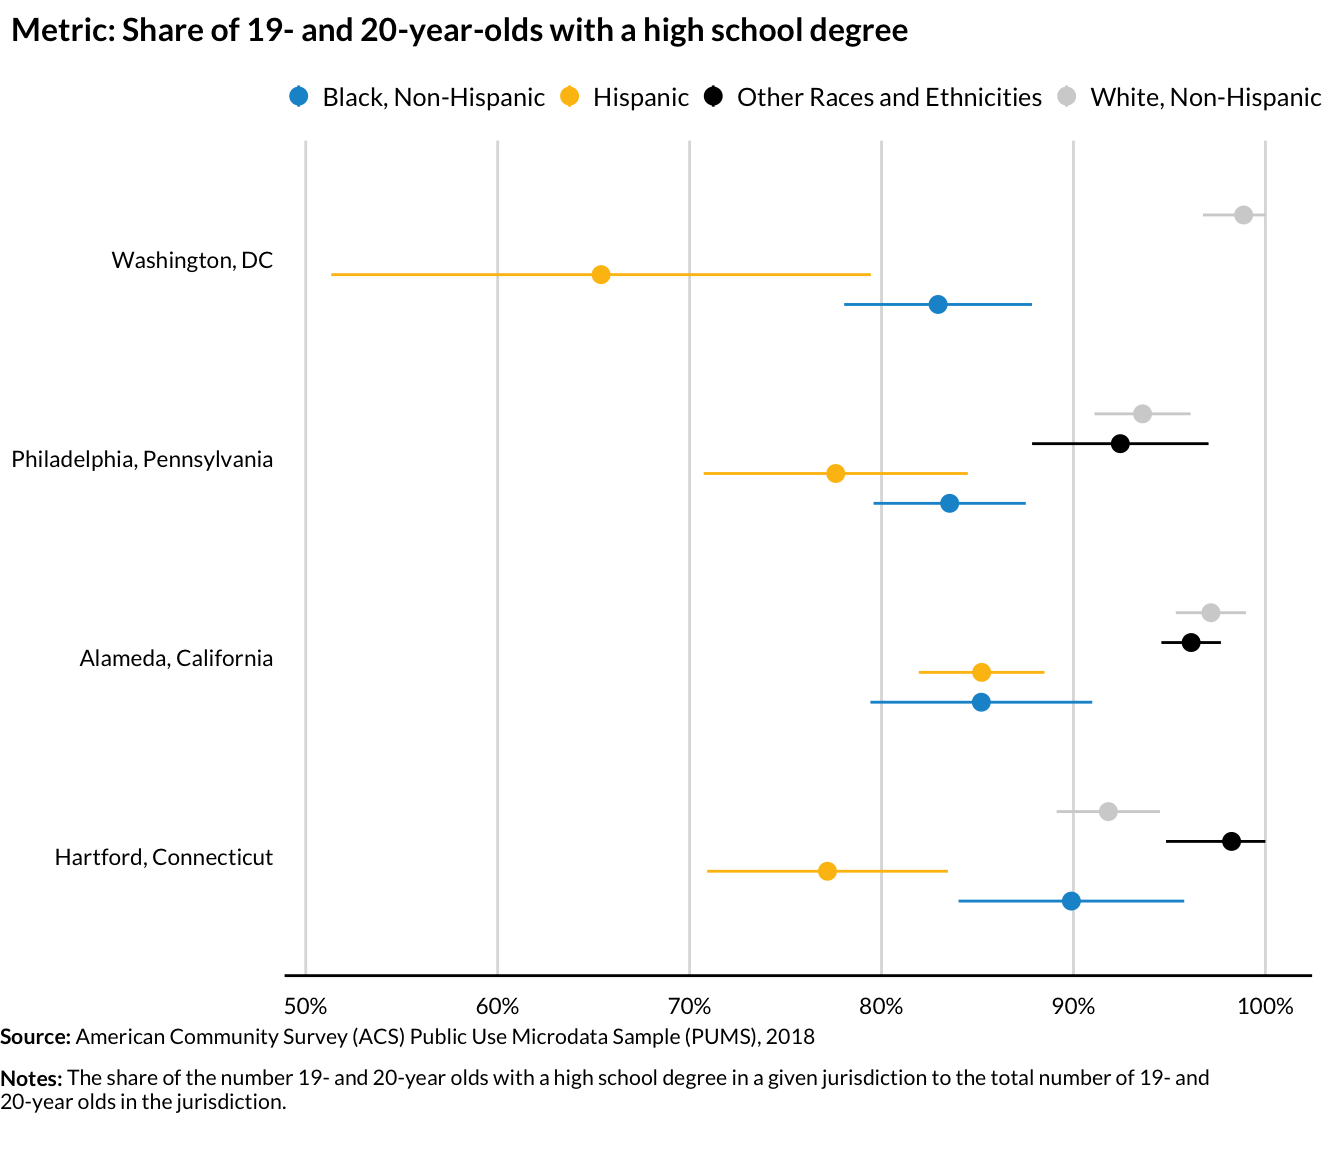 Metric: Share of 19- and 20-year-olds with a high school degree
Black, Non-Hispanic Hispanic Other Races and Ethnicities White, Non-Hispanic
Washington, DC
Philadelphia, Pennsylvania
Alameda, California
Hartford, Connecticut
50% 60% 70% 80% 90% 100%
Source: American Community Survey (ACS) Public Use Microdata Sample (PUMS), 2018
Notes: The share of the number 19- and 20-year olds with a high school degree in a given jurisdiction to the total number of 19- and
20-year olds in the jurisdiction.